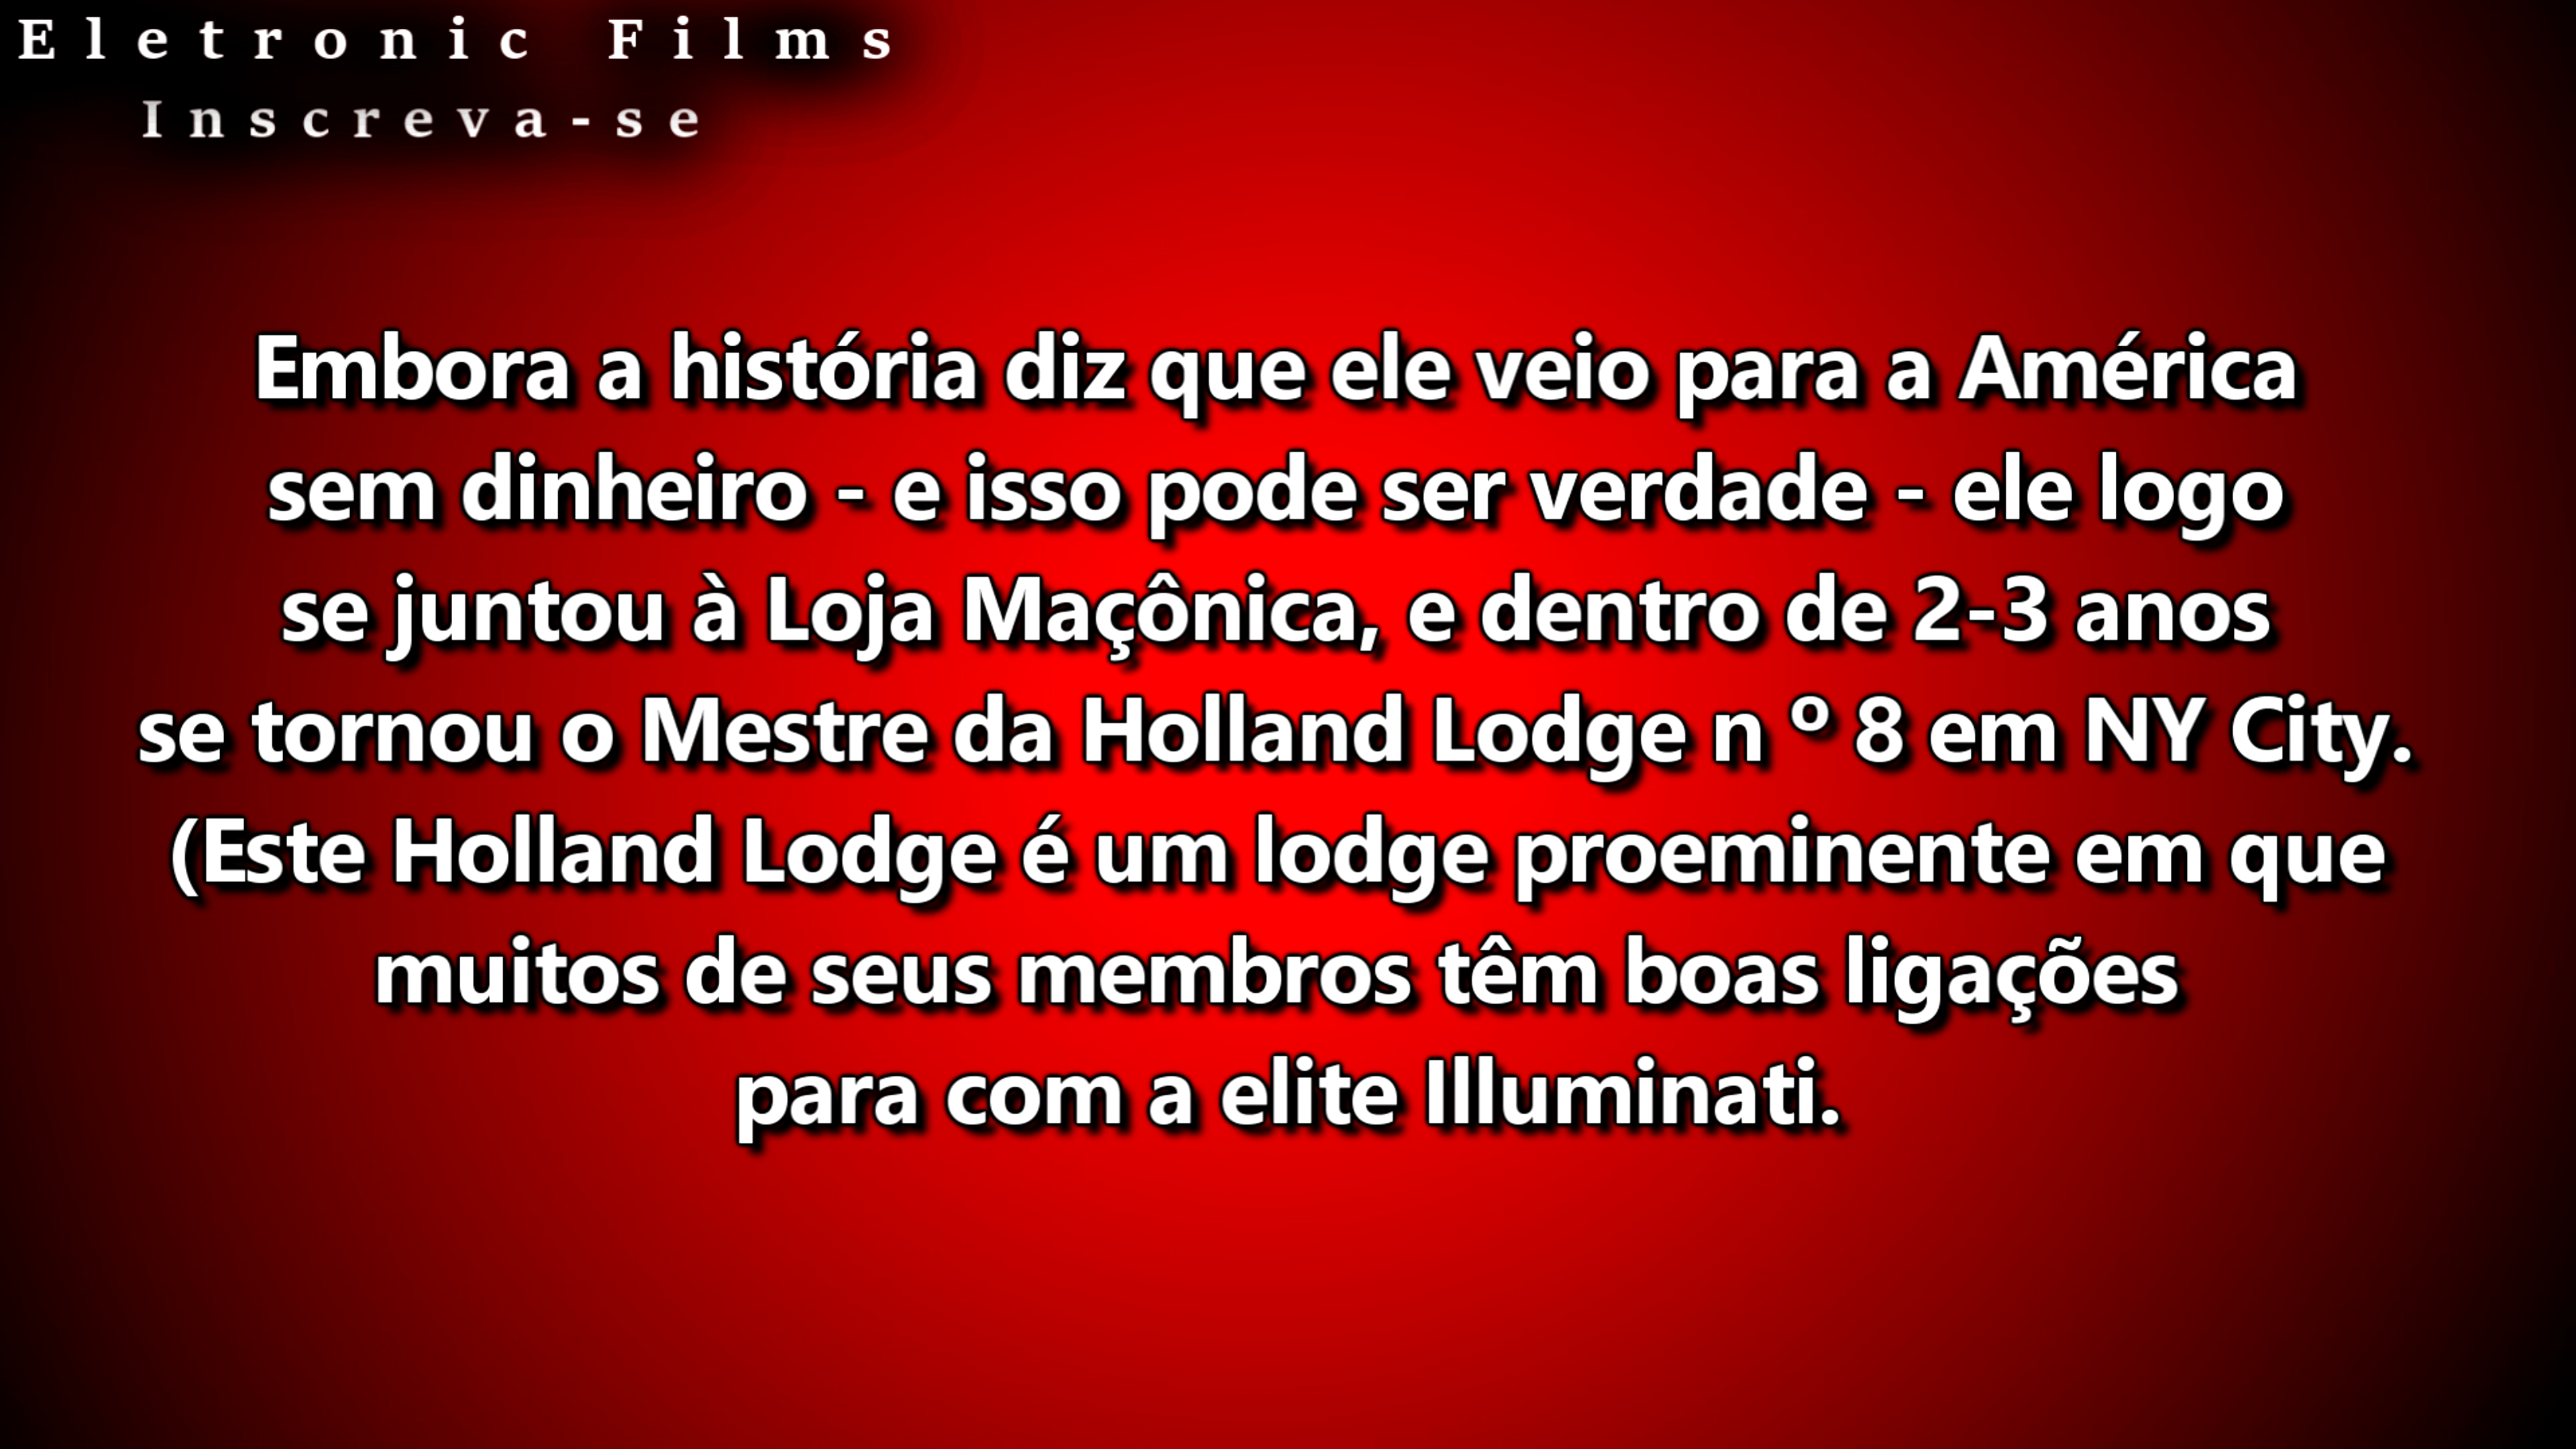 Eletronic Films
Inscreva-se
Embora a história diz que ele veio para a América
sem dinheiro - e isso pode ser verdade - ele logo
se juntou à Loja Maçônica, e dentro de 2-3 anos
se tornou o Mestre da Holland Lodge n º 8 em NY City.
(Este Holland Lodge é um lodge proeminente em que
muitos de seus membros têm boas ligações
para com a elite Illuminati.